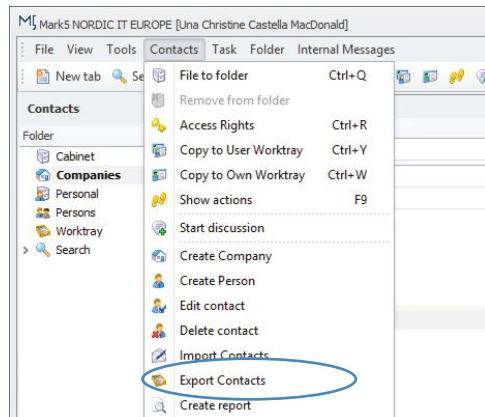 Mark5 NORDIC IT EUROPE [Una Christine Castella MacDonald]
File View Tools Contacts Task Folder Internal Messages
New tab Se
Contacts
Folder
Cabinet
Companies
Personal
Persons
Worktray
Search
File to folder Ctrl+Q
Remove from folder
Access Rights Ctrl+R
Copy to User Worktray Ctrl+Y
Copy to Own Worktray Ctrl+W
Show actions F9
Start discussion
Create Company
Create Person
Edit contact
Delete contact
Import Contacts
Export Contacts
Create report